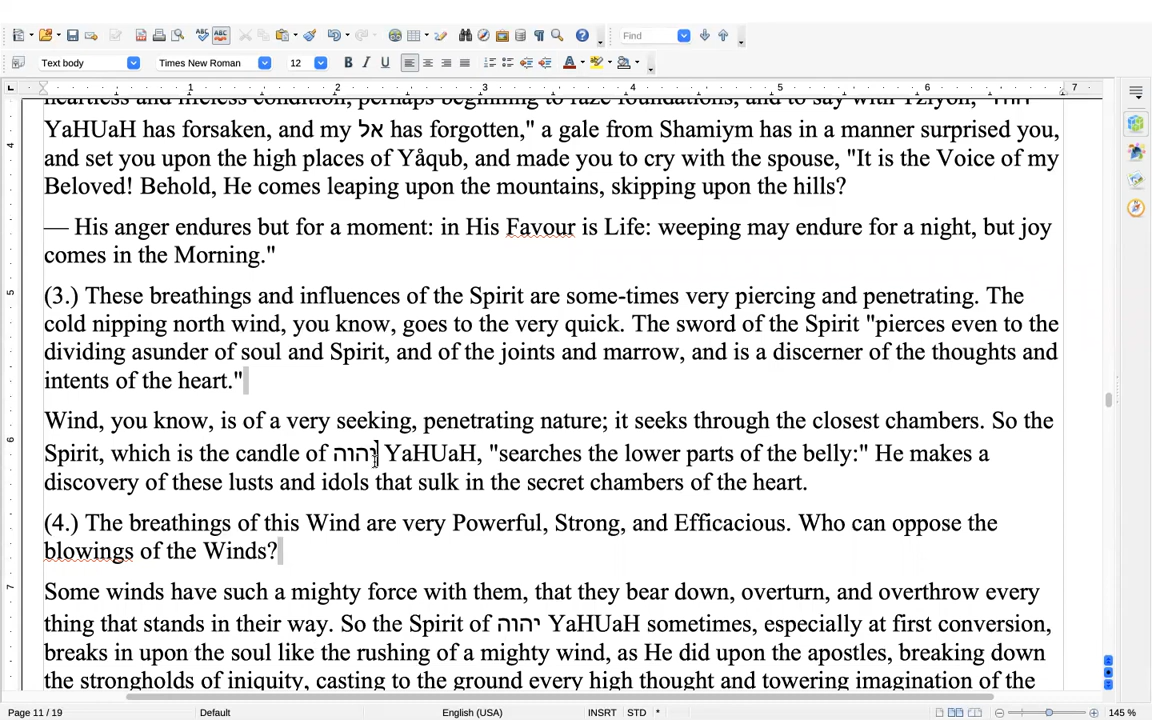 Find
Text body
Times New Roman
12
1 2 3 4 5 6 7
YaHUaH has forsaken, and my אל has forgotten," a gale from Shamiym has in a manner surprised you,
and set you upon the high places of Yåqub, and made you to cry with the spouse, "It is the Voice of my
Beloved! Behold, He comes leaping upon the mountains, skipping upon the hills?
— His anger endures but for a moment: in His Favour is Life: weeping may endure for a night, but joy
comes in the Morning."
(3.) These breathings and influences of the Spirit are some-times very piercing and penetrating. The
cold nipping north wind, you know, goes to the very quick. The sword of the Spirit "pierces even to the
dividing asunder of soul and Spirit, and of the joints and marrow, and is a discerner of the thoughts and
intents of the heart."
Wind, you know, is of a very seeking, penetrating nature; it seeks through the closest chambers. So the
Spirit, which is the candle of יהוה YaHUaH, "searches the lower parts of the belly:" He makes a
discovery of these lusts and idols that sulk in the secret chambers of the heart.
(4.) The breathings of this Wind are very Powerful, Strong, and Efficacious. Who can oppose the
blowings of the Winds?
Some winds have such a mighty force with them, that they bear down, overturn, and overthrow every
thing that stands in their way. So the Spirit of יהוה YaHUaH sometimes, especially at first conversion,
breaks in upon the soul like the rushing of a mighty wind, as He did upon the apostles, breaking down
the strongholds of iniquity, casting to the ground every high thought and towering imagination of the
Page 11 / 19
Default
English (USA)
INSRT
STD
*
145 %